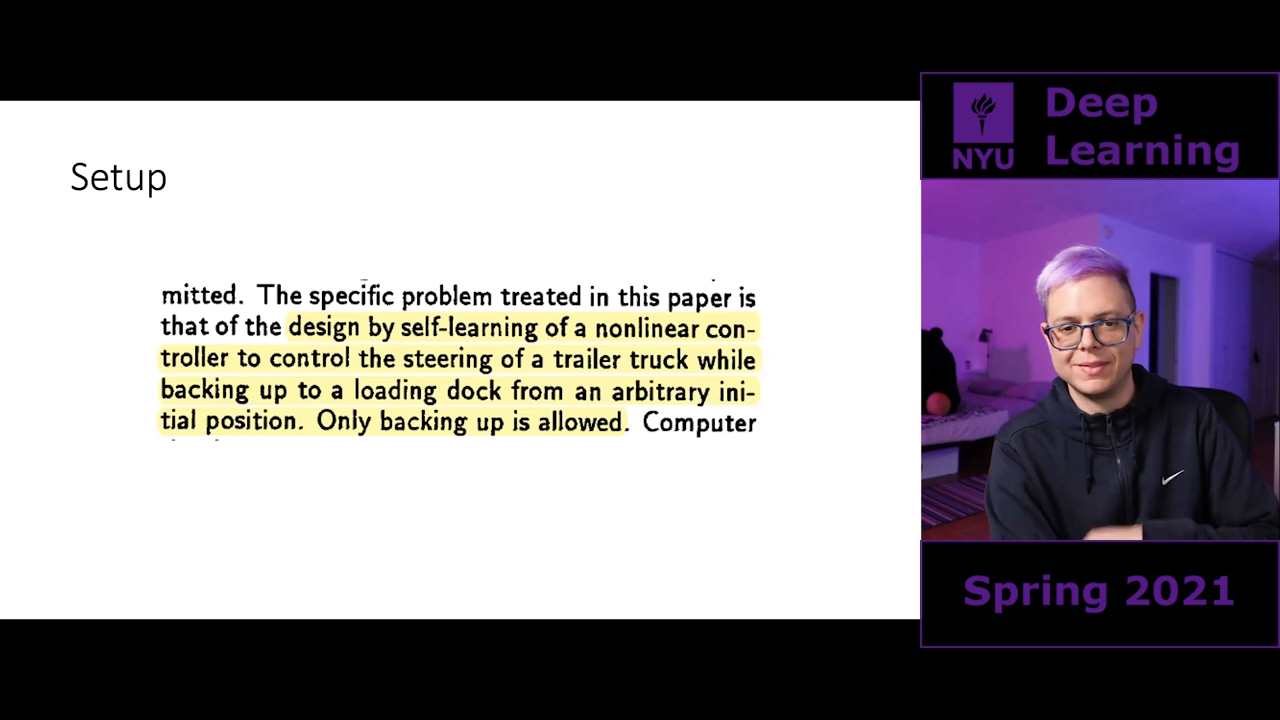 Setup
mitted. The specific problem treated in this paper is
that of the design by self-learning of a nonlinear con-
troller to control the steering of a trailer truck while
backing up to a loading dock from an arbitrary ini-
tial position. Only backing up is allowed. Computer
NYU
Deep
Learning
Spring 2021